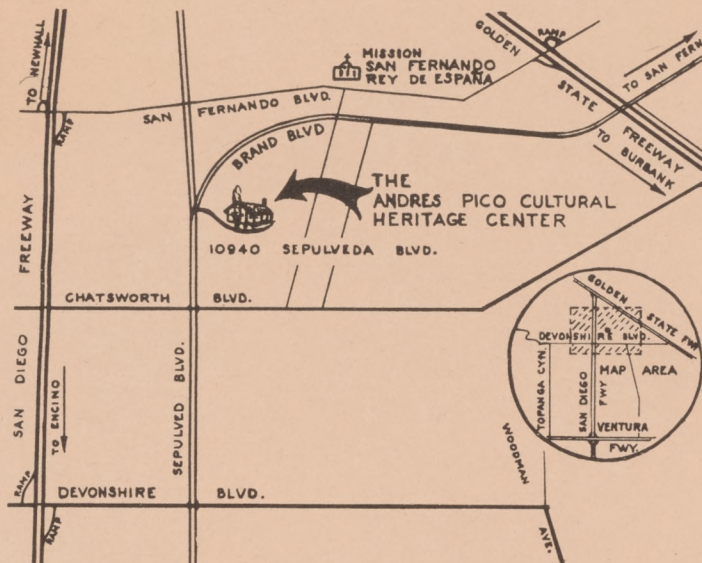 TO NEWHALL
RAMP
SAN FERNANDO BLVD.
MISSION
SAN FERNANDO
REY DE ESPAÑA
GOLDEN
STATE
FREEWAY
RAMP
TO SAN FERN
TO BURBANK
BRAND BLVD
THE
ANDRES PICO CULTURAL
HERITAGE CENTER
10940 SEPULVEDA BLVD.
SAN DIEGO FREEWAY
CHATSWORTH BLVD.
TO ENCINO
SEPULVED BLVD.
RAMP
DEVONSHIRE BLVD.
RAMP
WOODMAN
AVE.
GOLDEN STATE FWY
DEVONSHIRE BLVD.
TOPANGA CYN.
SAN DIEGO
FWY
MAP AREA
VENTURA
FWY.